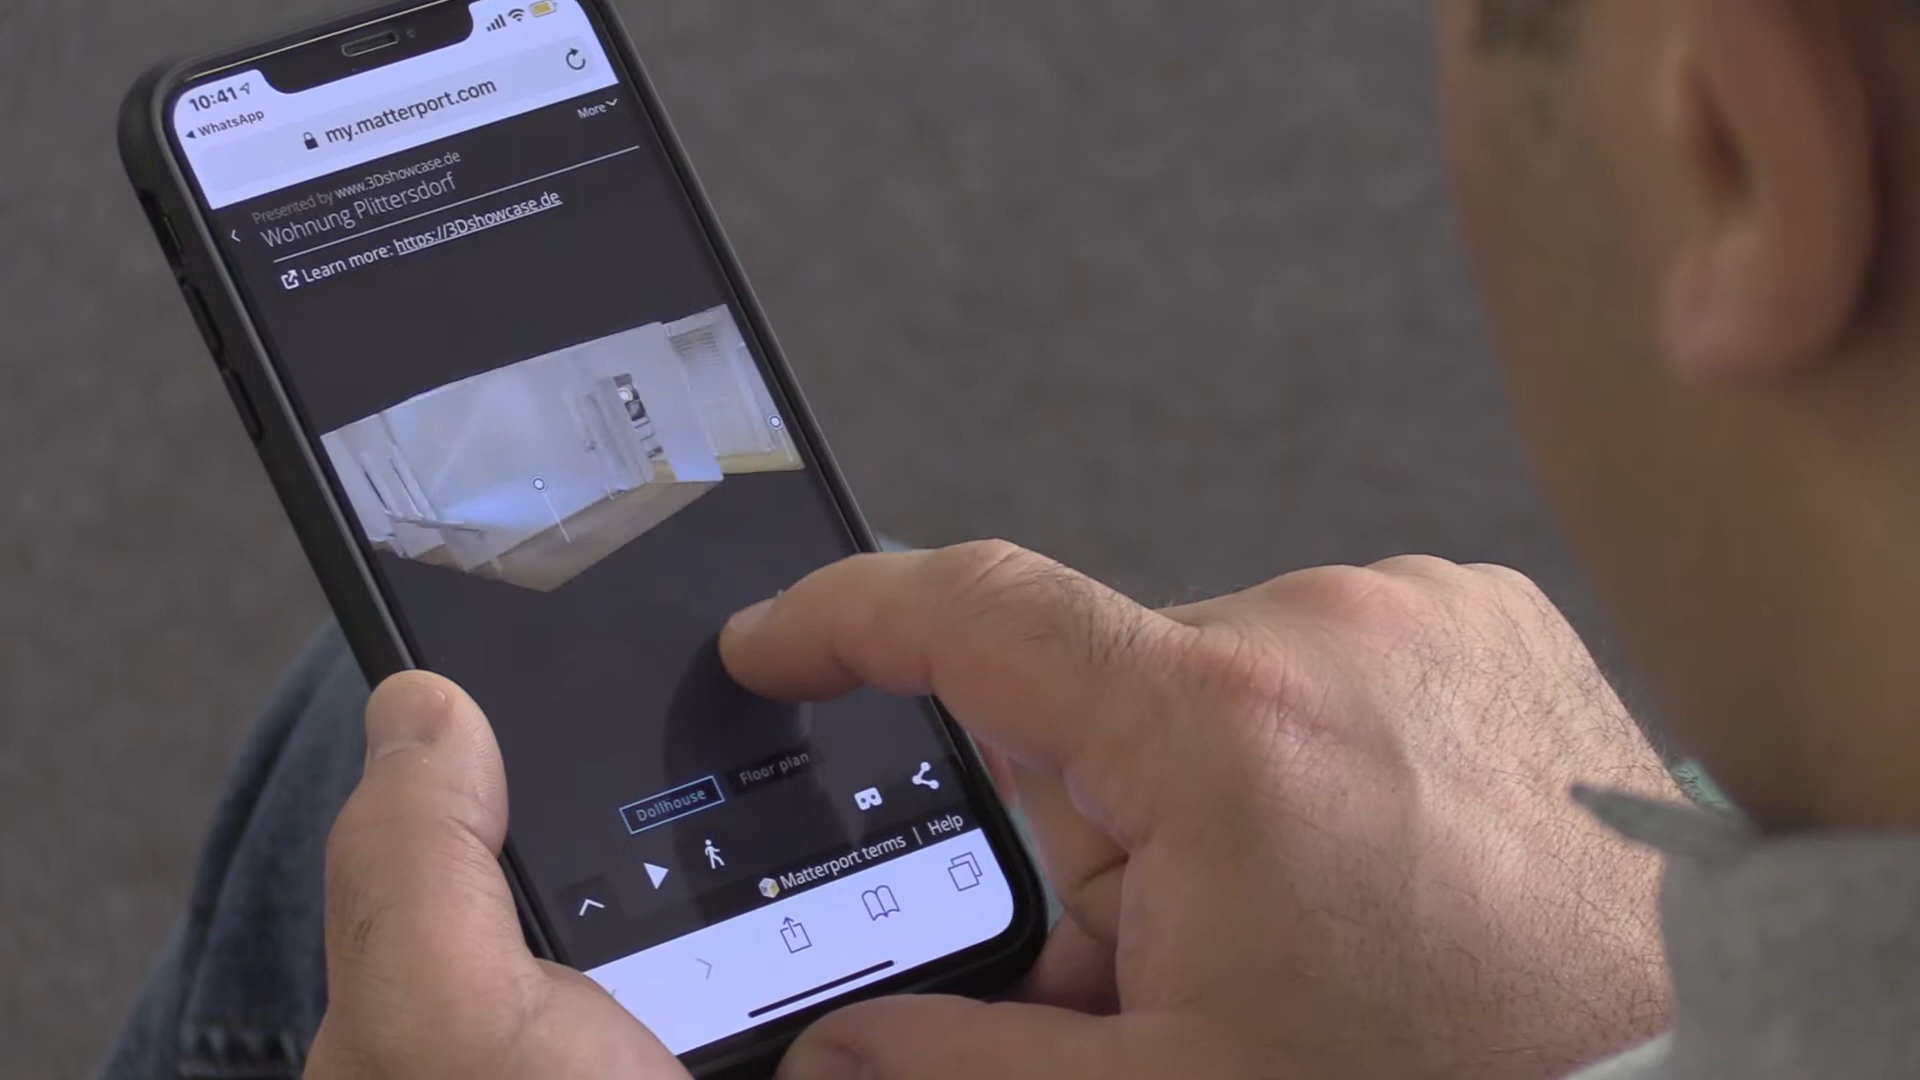 10:41
WhatsApp
my.matterport.com
More
Presented by www.3Dshowcase.de
Wohnung Plittersdorf
Learn more: https://3Dshowcase.de
Dollhouse
Floor plan
Matterport terms | Help